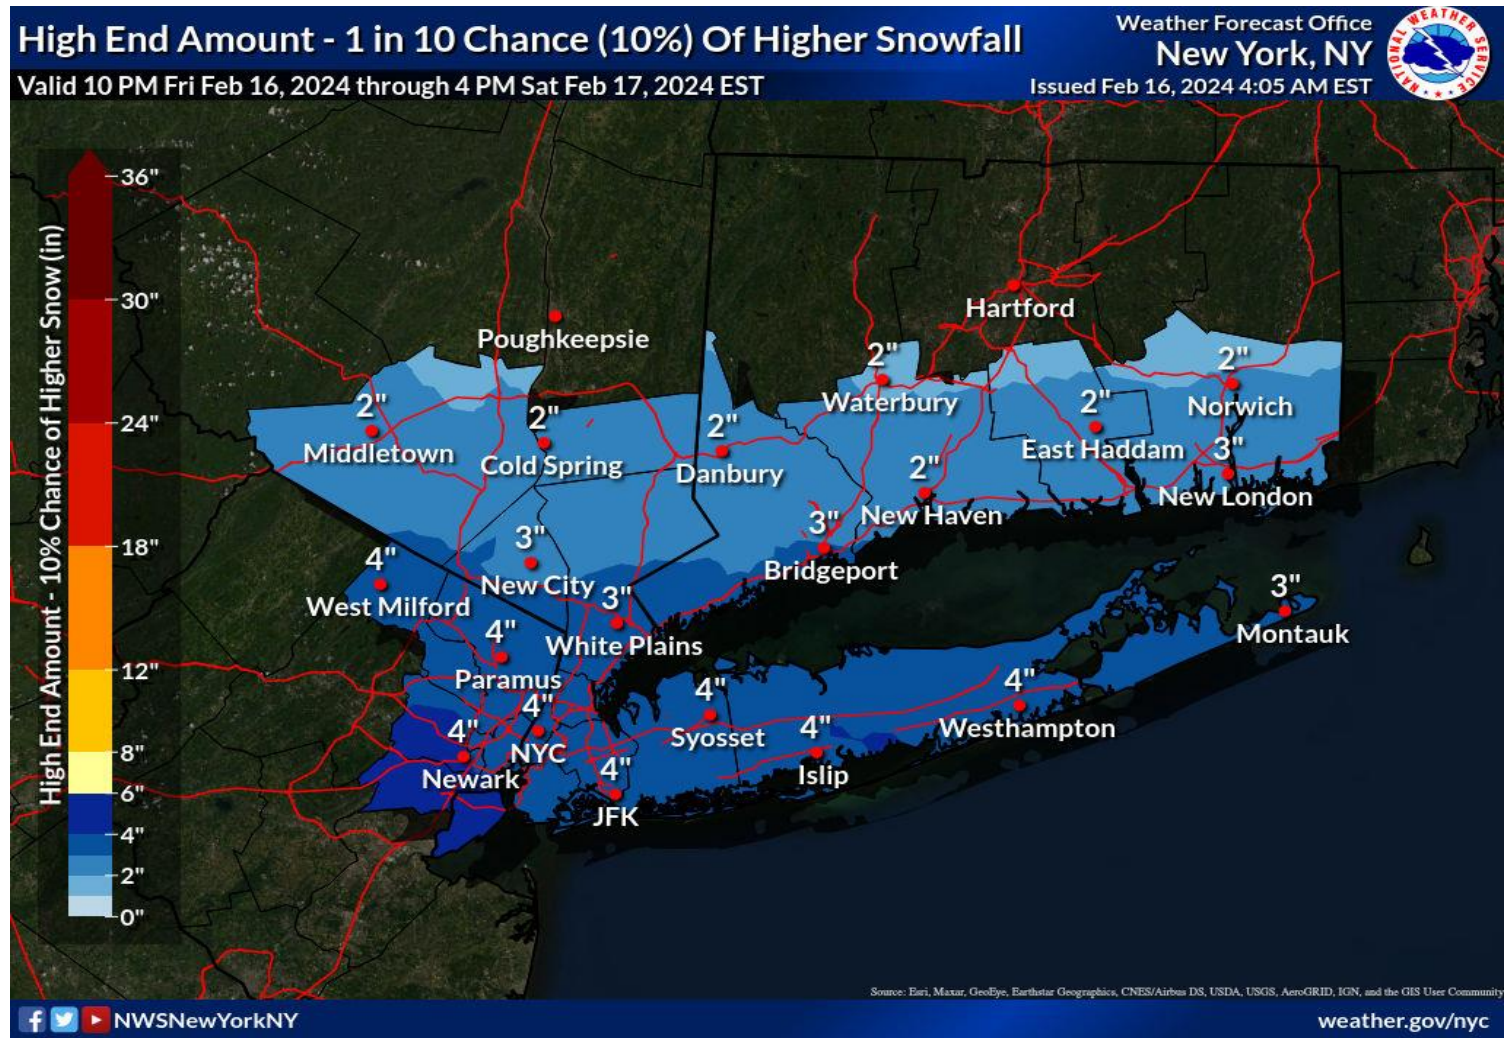 High End Amount - 1 in 10 Chance (10%) Of Higher Snowfall
Valid 10 PM Fri Feb 16, 2024 through 4 PM Sat Feb 17, 2024 EST
Weather Forecast Office
New York, NY
Issued Feb 16, 2024 4:05 AM EST
NATIONAL WEATHER SERVICE
High End Amount - 10% Chance of Higher Snow (in)
36"
30"
24"
18"
12"
8"
6"
4"
2"
0"
Hartford
Poughkeepsie
2"
Waterbury
2"
Norwich
2"
Middletown
2"
Cold Spring
2"
Danbury
2"
East Haddam
2"
New Haven
3"
New London
3"
Bridgeport
3"
New City
4"
West Milford
3"
White Plains
3"
Montauk
4"
Paramus
4"
NYC
4"
Syosset
4"
Westhampton
4"
Newark
4"
Islip
4"
JFK
Source: Esri, Maxar, GeoEye, Earthstar Geographics, CNES/Airbus DS, USDA, USGS, AeroGRID, IGN, and the GIS User Community
NWSNewYorkNY
weather.gov/nyc